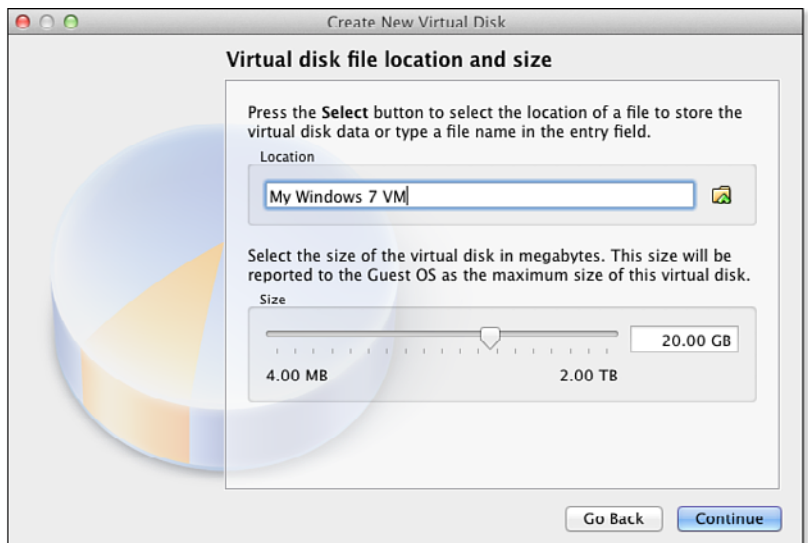 Create New Virtual Disk
Virtual disk file location and size
Press the Select button to select the location of a file to store the
virtual disk data or type a file name in the entry field.
Location
My Windows 7 VM
Select the size of the virtual disk in megabytes. This size will be
reported to the Guest OS as the maximum size of this virtual disk.
Size
20.00 GB
4.00 MB 2.00 TB
Go Back Continue